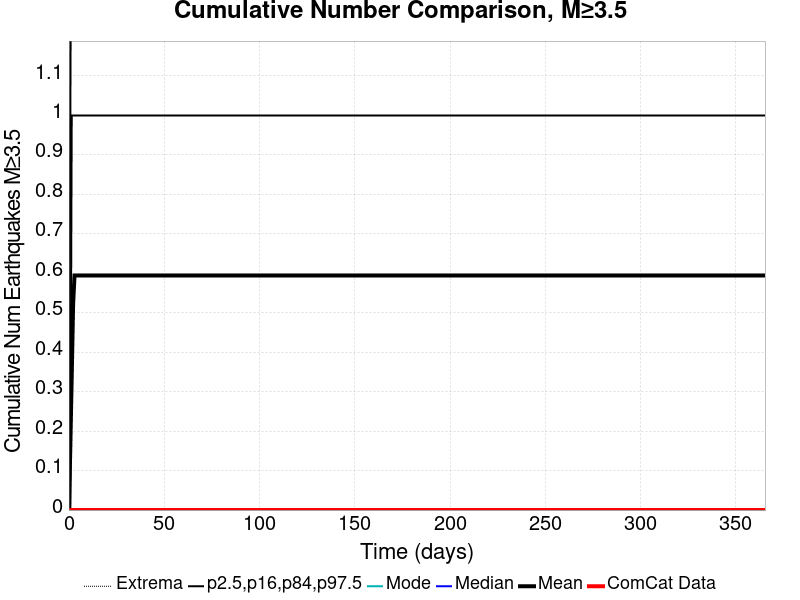 Cumulative Number Comparison, M≥3.5
Cumulative Num Earthquakes M≥3.5
1.1
1
0.9
0.8
0.7
0.6
0.5
0.4
0.3
0.2
0.1
0
0 50 100 150 200 250 300 350
Time (days)
Extrema p2.5,p16,p84,p97.5 Mode Median Mean ComCat Data